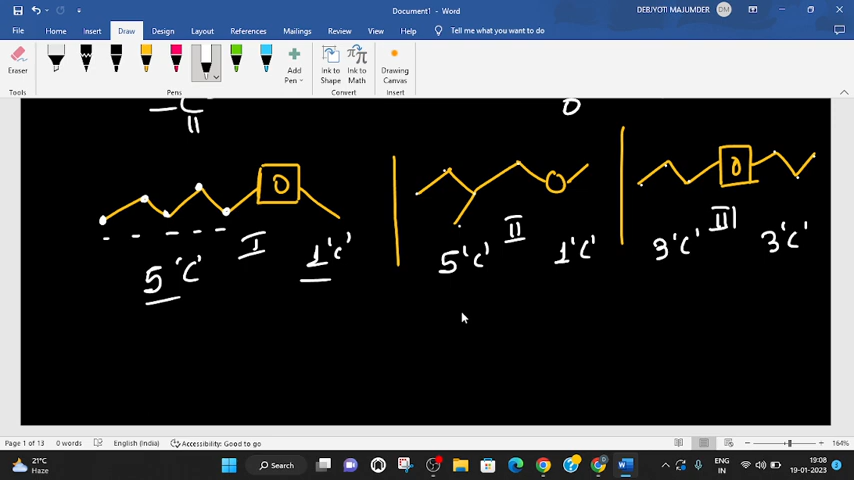 Document1 - Word
DEBJYOTI MAJUMDER
DM
File
Home
Insert
Draw
Design
Layout
References
Mailings
Review
View
Help
Tell me what you want to do
Eraser
Add Pen
Ink to Shape
Ink to Math
Drawing Canvas
Tools
Pens
Convert
Insert
C
O
O
I
5 'C'
1 'C'
O
II
5 'C'
1 'C'
O
III
3 'C'
3 'C'
Page 1 of 13
0 words
English (India)
Accessibility: Good to go
164%
21°C
Haze
Search
ENG
IN
19:08
19-01-2023